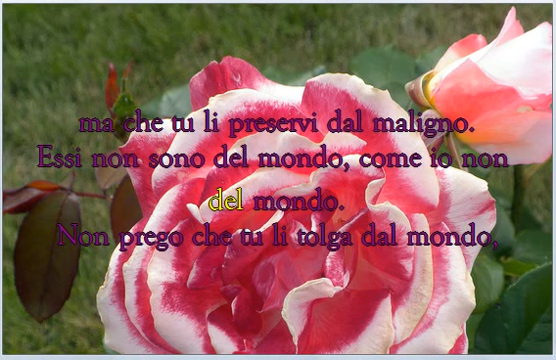 ma che tu li preservi dal maligno.
Essi non sono del mondo, come io non
del mondo.
Non prego che tu li tolga dal mondo,